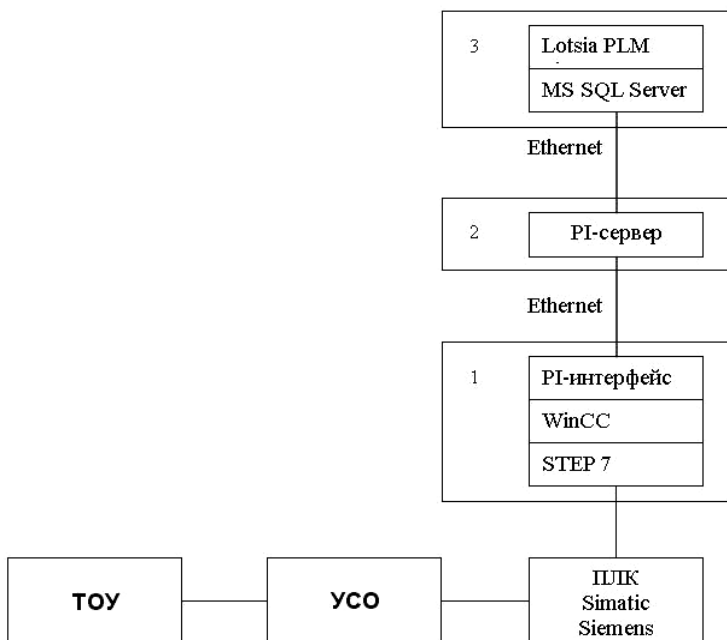 3
Lotsia PLM
MS SQL Server
Ethernet
2
PI-сервер
Ethernet
1
PI-интерфейс
WinCC
STEP 7
ТОУ
УСО
ПЛК
Simatic
Siemens